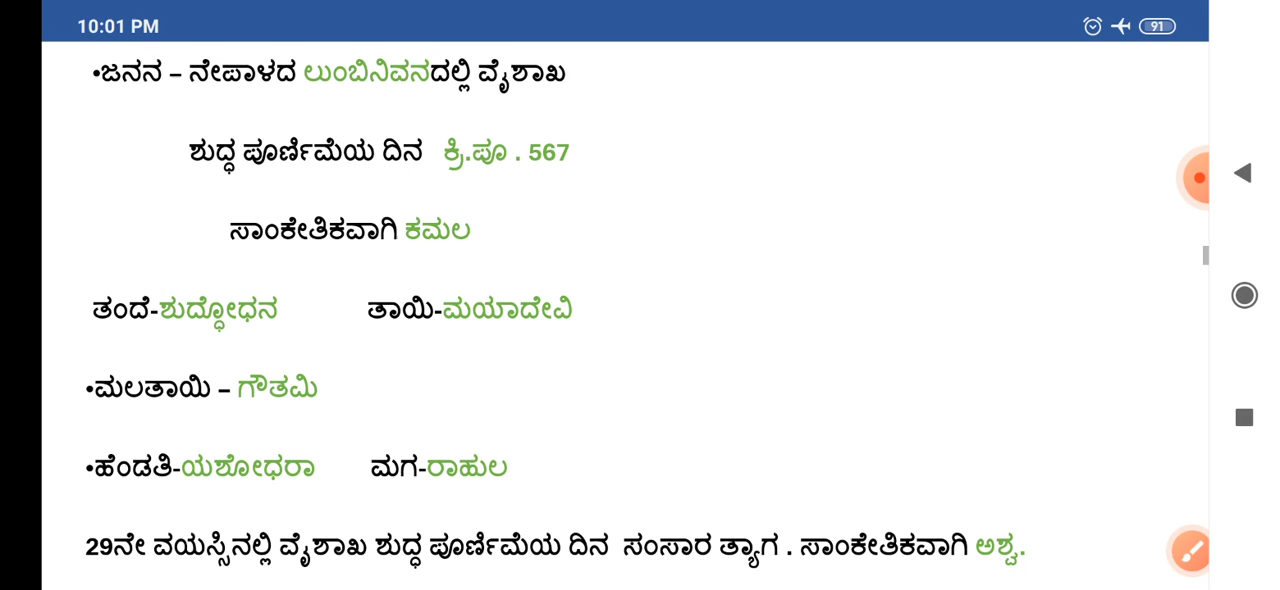 10:01 PM 91
•ಜನನ – ನೇಪಾಳದ ಲುಂಬಿನಿವನದಲ್ಲಿ ವೈಶಾಖ
ಶುದ್ಧ ಪೂರ್ಣಿಮೆಯ ದಿನ ಕ್ರಿ.ಪೂ . 567
ಸಾಂಕೇತಿಕವಾಗಿ ಕಮಲ
ತಂದೆ-ಶುದ್ಧೋಧನ ತಾಯಿ-ಮಯಾದೇವಿ
•ಮಲತಾಯಿ – ಗೌತಮಿ
•ಹೆಂಡತಿ-ಯಶೋಧರಾ ಮಗ-ರಾಹುಲ
29ನೇ ವಯಸ್ಸಿನಲ್ಲಿ ವೈಶಾಖ ಶುದ್ಧ ಪೂರ್ಣಿಮೆಯ ದಿನ ಸಂಸಾರ ತ್ಯಾಗ . ಸಾಂಕೇತಿಕವಾಗಿ ಅಶ್ವ.